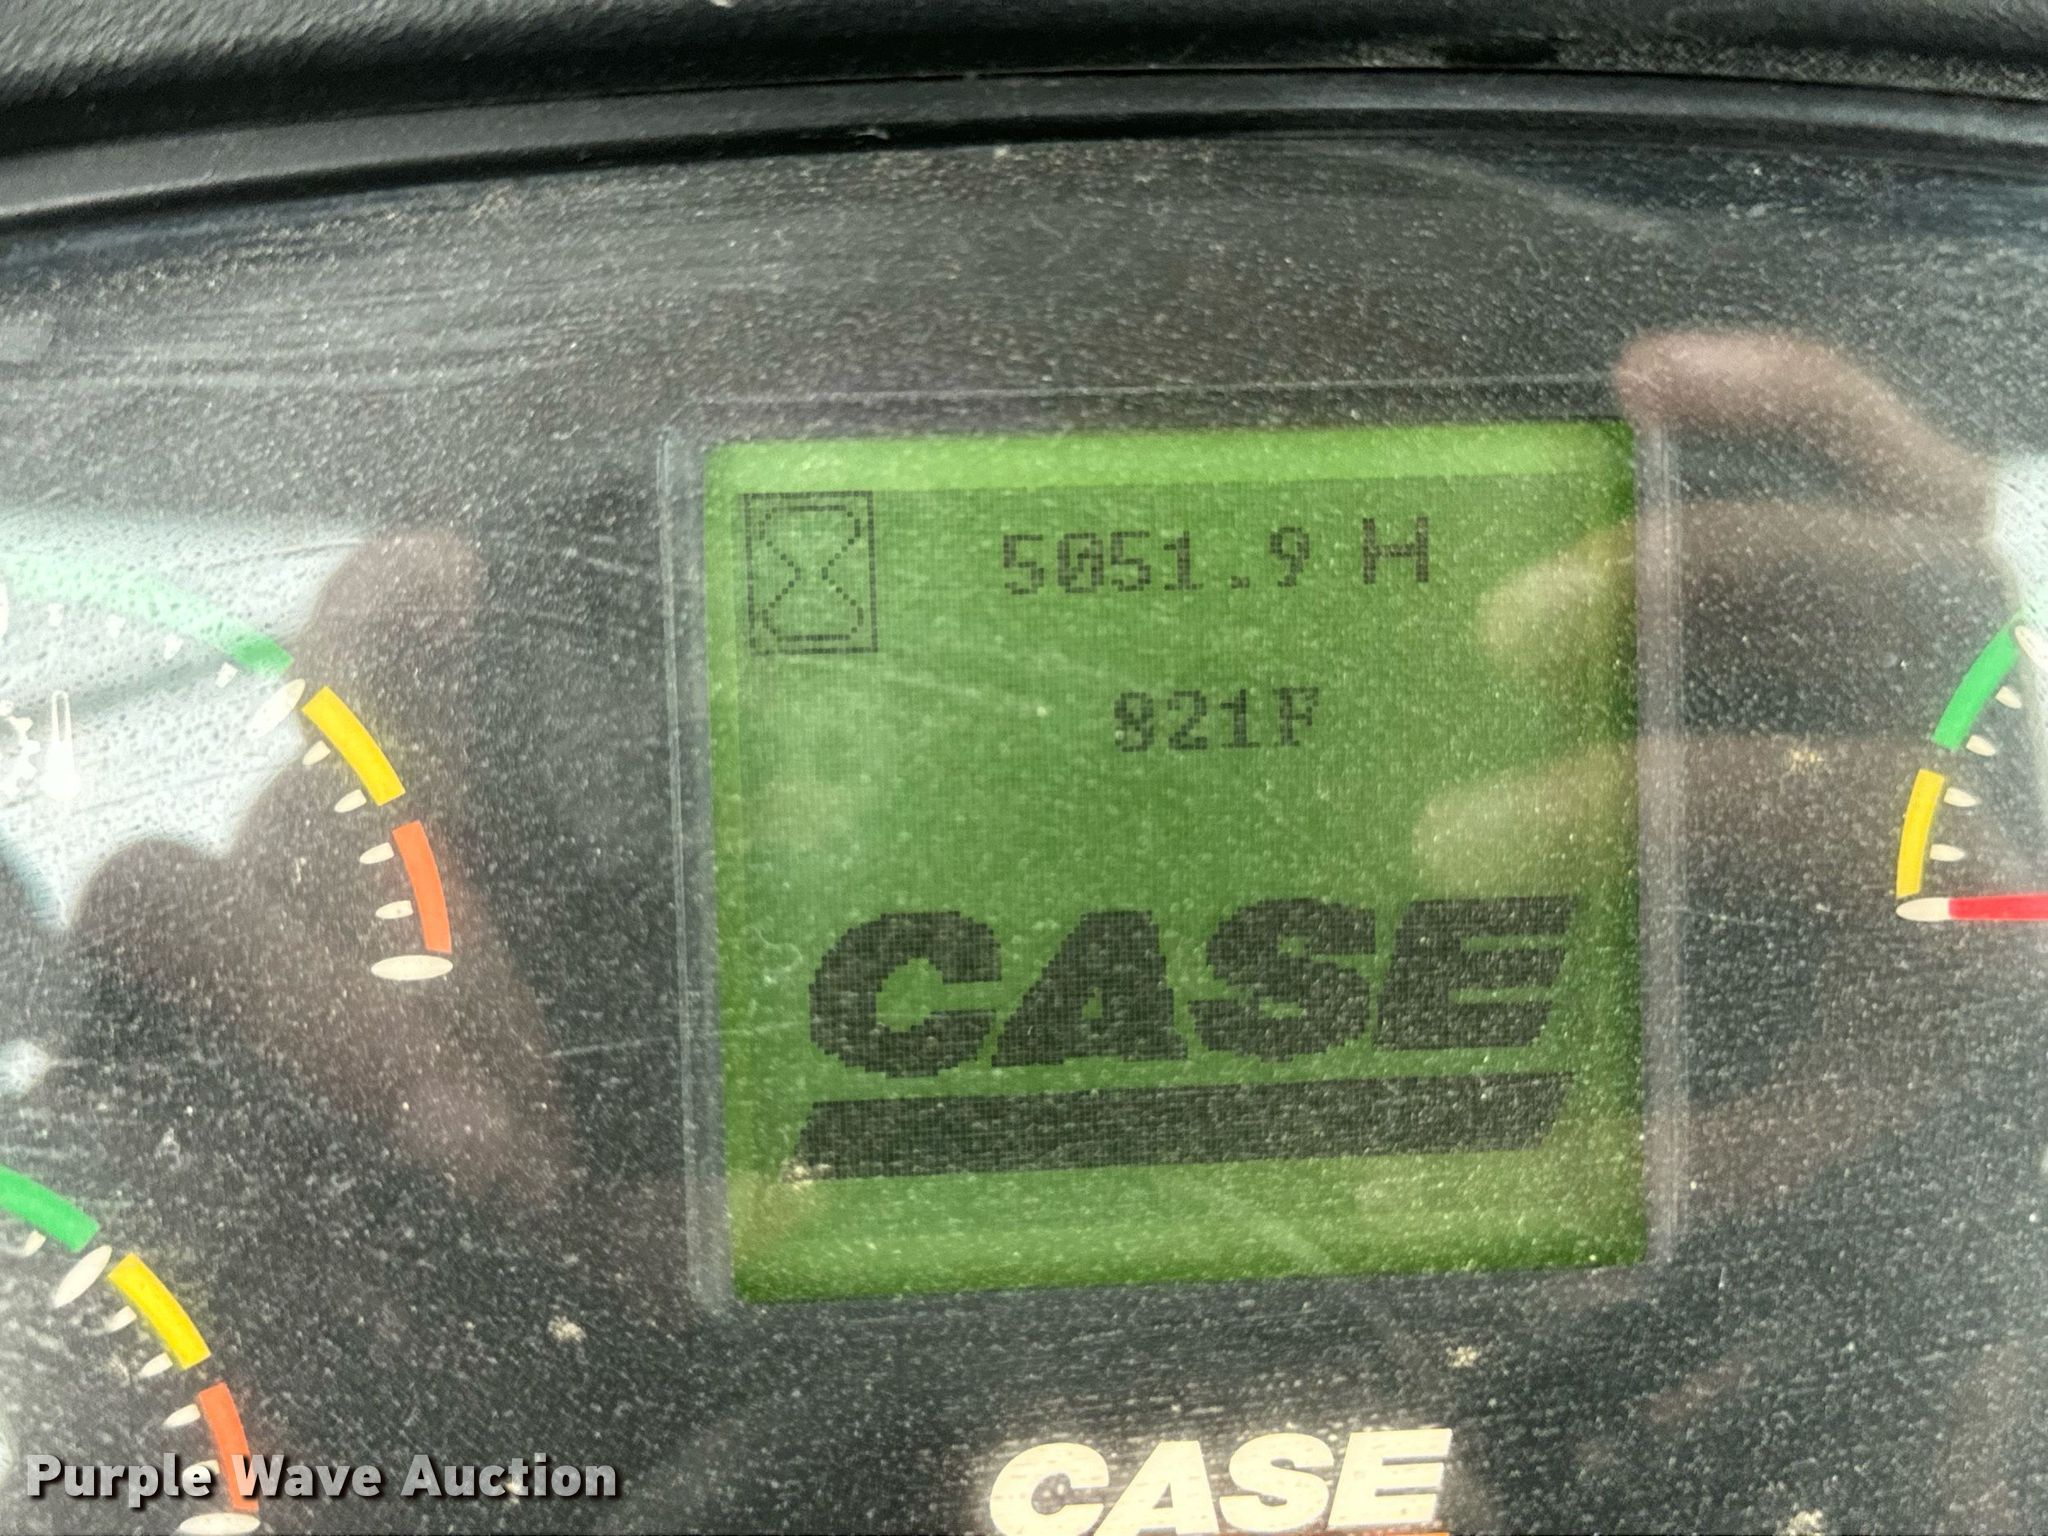 5051.9 H
821F
CASE
CASE
Purple Wave Auction